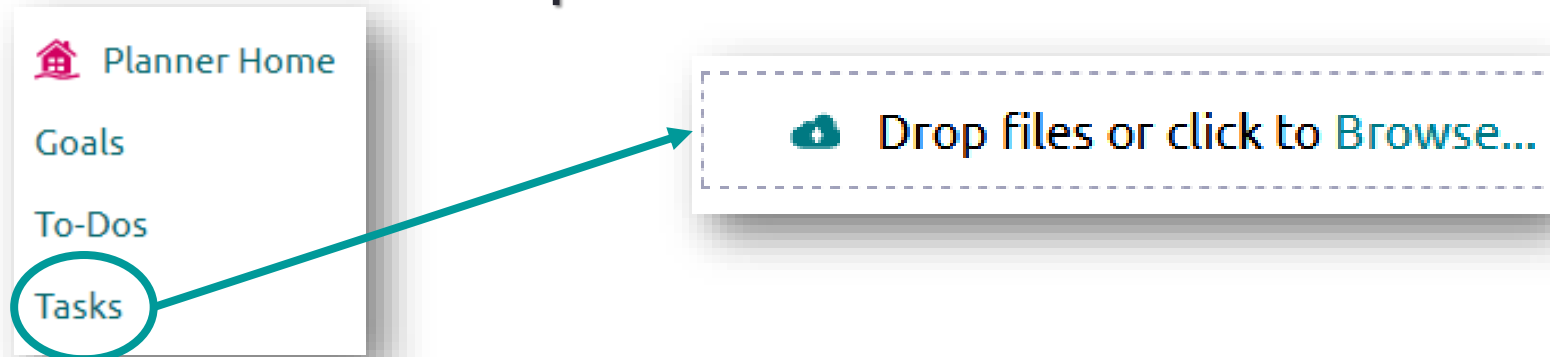 Planner Home
Goals
To-Dos
Tasks
Drop files or click to Browse...